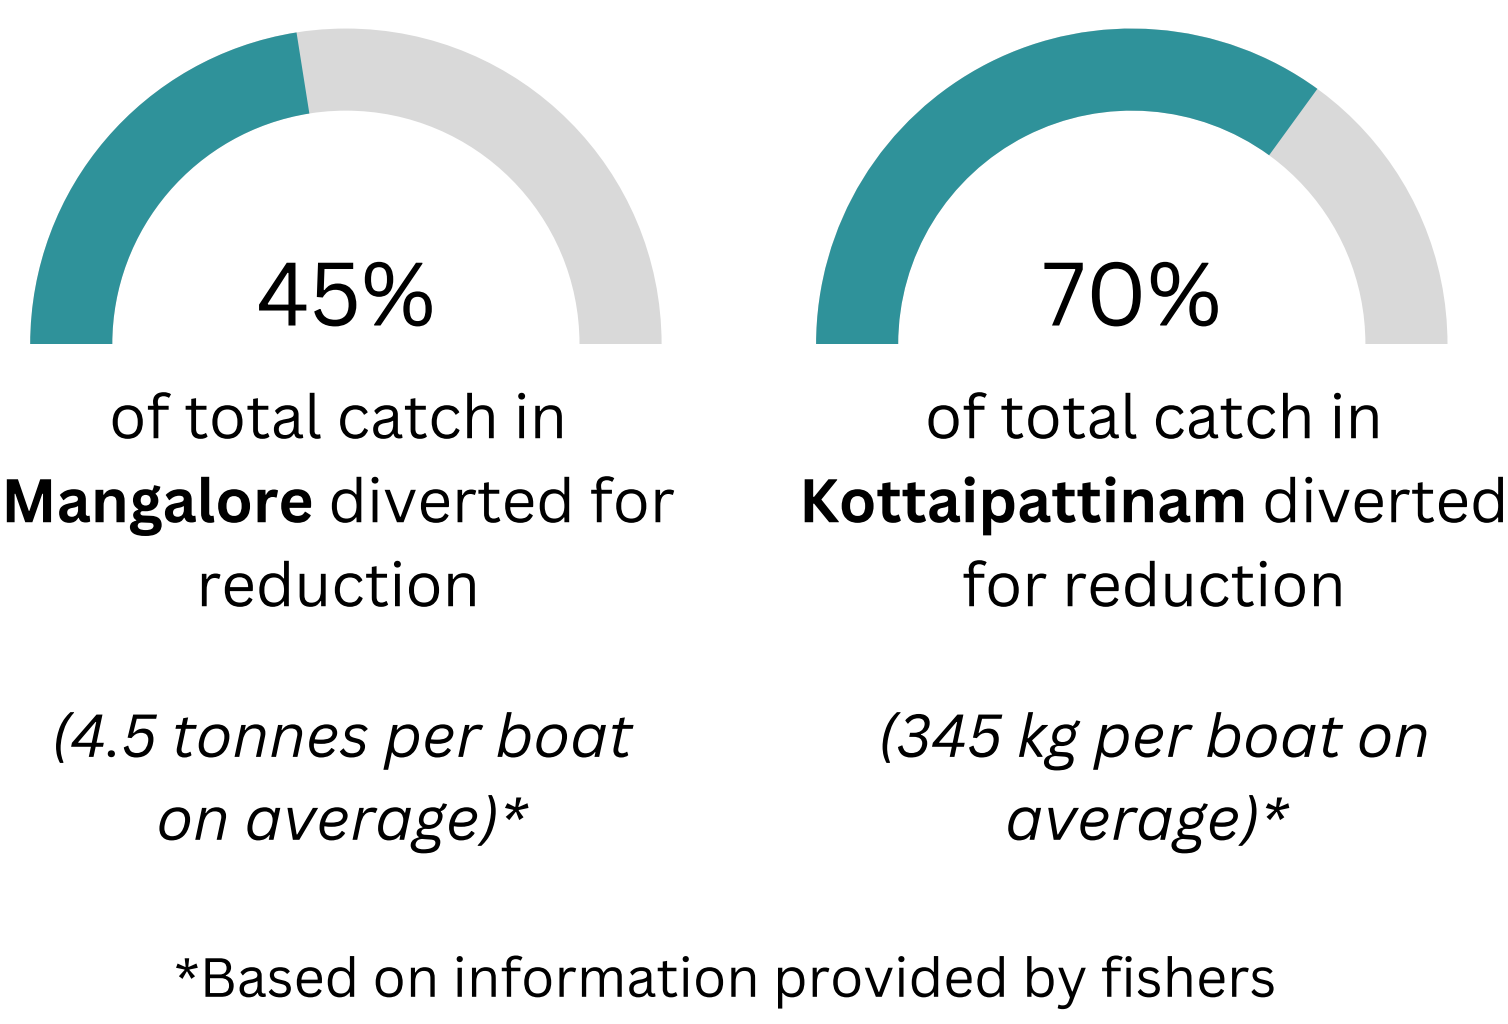 45%
of total catch in
Mangalore diverted for
reduction
(4.5 tonnes per boat
on average)*
70%
of total catch in
Kottaipattinam diverted
for reduction
(345 kg per boat on
average)*
*Based on information provided by fishers